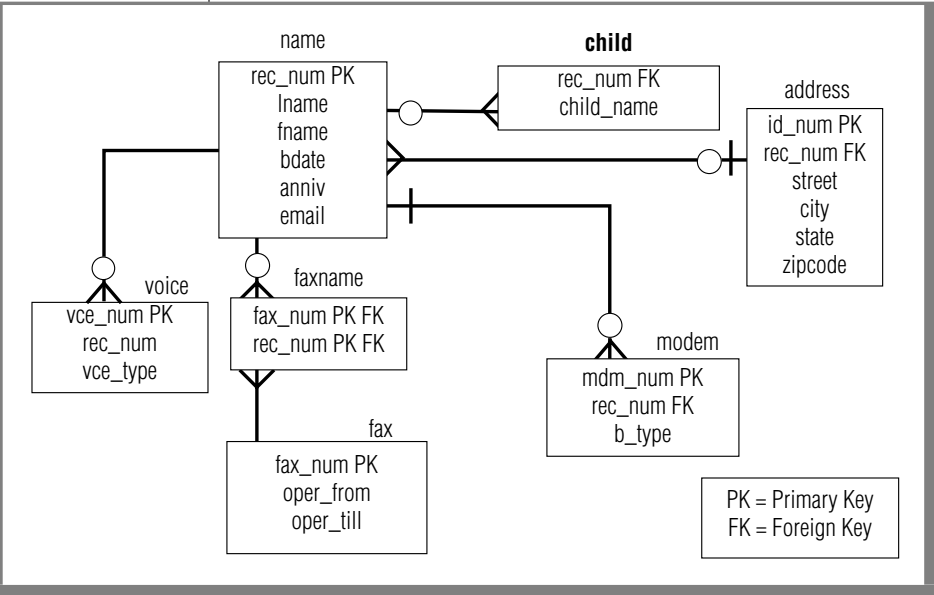 name
rec_num PK
lname
fname
bdate
anniv
email
child
rec_num FK
child_name
address
id_num PK
rec_num FK
street
city
state
zipcode
voice
vce_num PK
rec_num
vce_type
faxname
fax_num PK FK
rec_num PK FK
modem
mdm_num PK
rec_num FK
b_type
fax
fax_num PK
oper_from
oper_till
PK = Primary Key
FK = Foreign Key